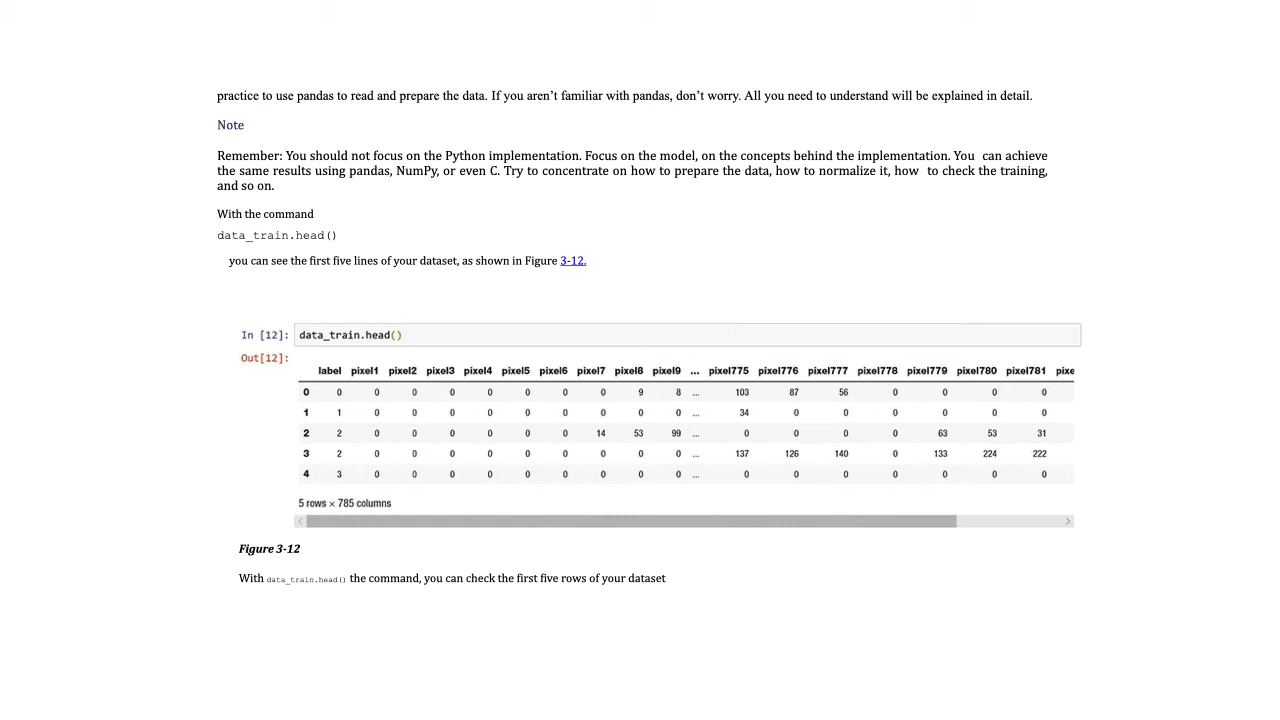 practice to use pandas to read and prepare the data. If you aren’t familiar with pandas, don’t worry. All you need to understand will be explained in detail.
Note
Remember: You should not focus on the Python implementation. Focus on the model, on the concepts behind the implementation. You can achieve
the same results using pandas, NumPy, or even C. Try to concentrate on how to prepare the data, how to normalize it, how to check the training,
and so on.
With the command
data_train.head()
you can see the first five lines of your dataset, as shown in Figure 3-12.
In [12]: data_train.head()
Out[12]:
label pixel1 pixel2 pixel3 pixel4 pixel5 pixel6 pixel7 pixel8 pixel9 ... pixel775 pixel776 pixel777 pixel778 pixel779 pixel780 pixel781 pixe
0 0 0 0 0 0 0 0 0 9 8 ... 103 87 56 0 0 0 0
1 1 0 0 0 0 0 0 0 0 0 ... 34 0 0 0 0 0 0
2 2 0 0 0 0 0 0 14 53 99 ... 0 0 0 0 63 53 31
3 2 0 0 0 0 0 0 0 0 0 ... 137 126 140 0 133 224 222
4 3 0 0 0 0 0 0 0 0 0 ... 0 0 0 0 0 0 0
5 rows × 785 columns
Figure 3-12
With data_train.head() the command, you can check the first five rows of your dataset